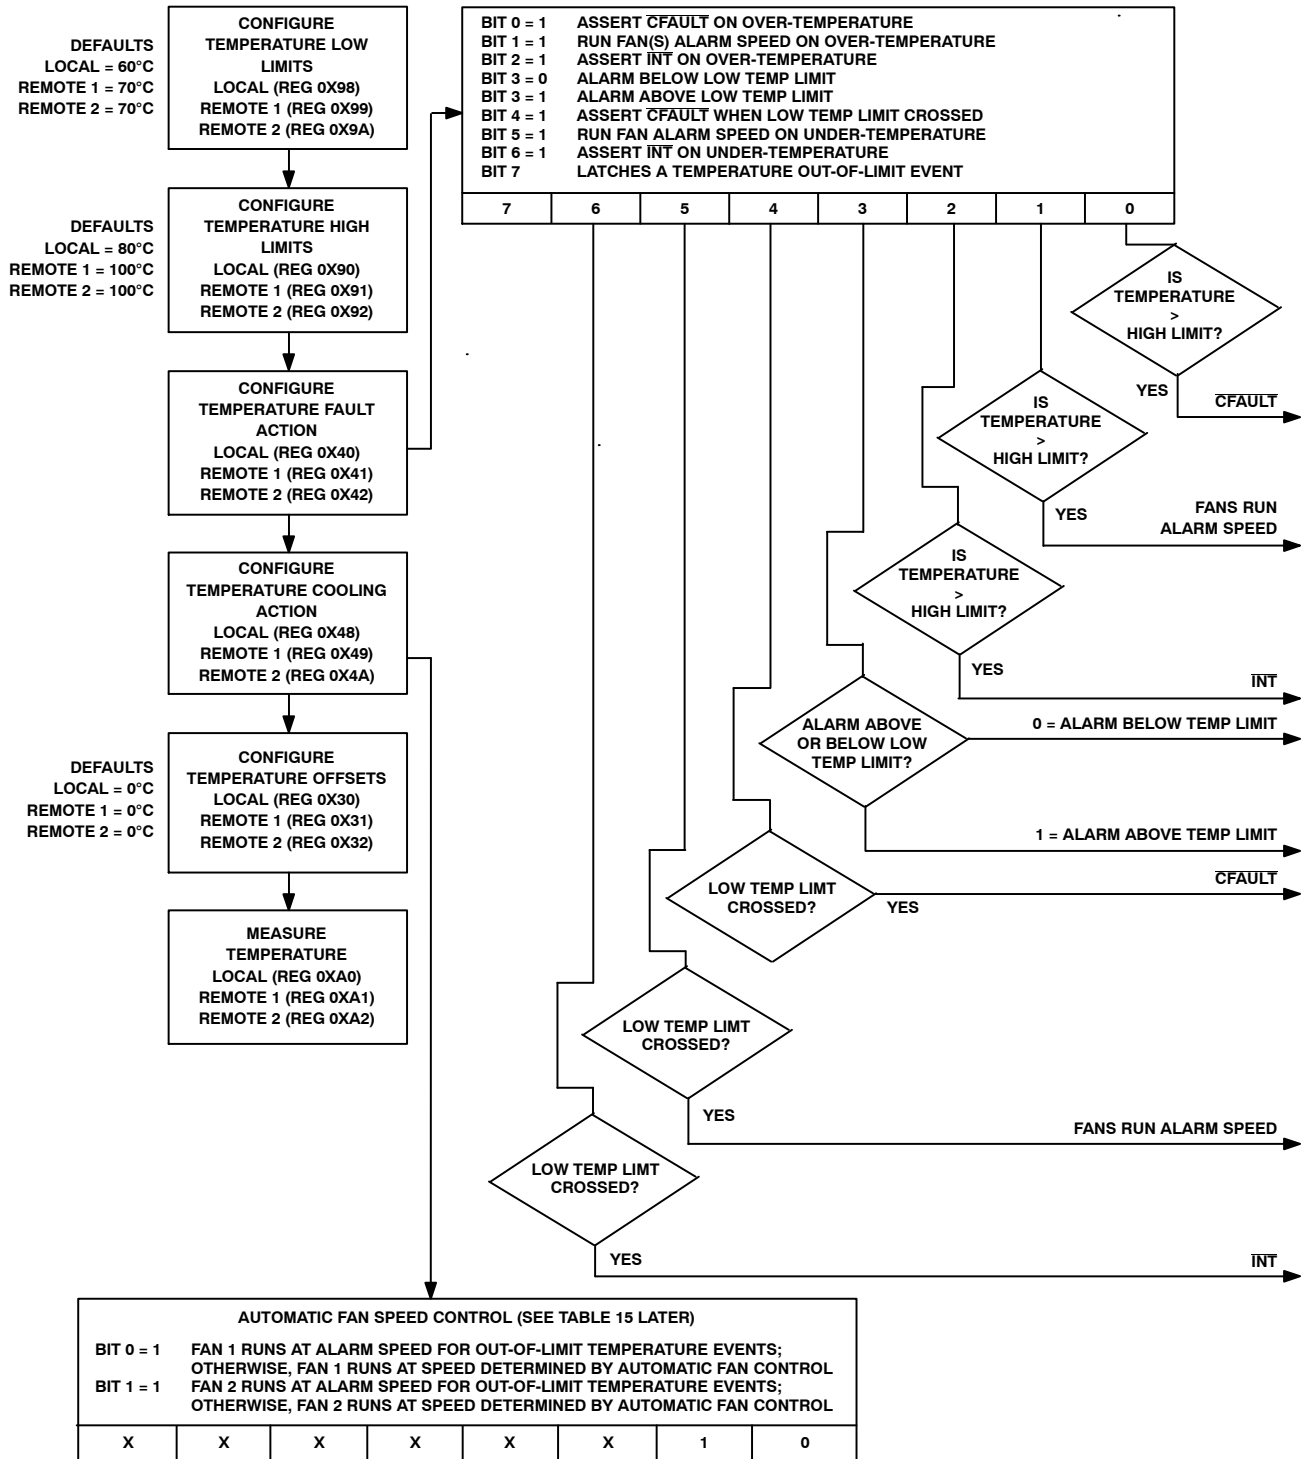 CONFIGURE
TEMPERATURE LOW
LIMITS
LOCAL (REG 0X98)
REMOTE 1 (REG 0X99)
REMOTE 2 (REG 0X9A)
DEFAULTS
LOCAL = 60°C
REMOTE 1 = 70°C
REMOTE 2 = 70°C
CONFIGURE
TEMPERATURE HIGH
LIMITS
LOCAL (REG 0X90)
REMOTE 1 (REG 0X91)
REMOTE 2 (REG 0X92)
DEFAULTS
LOCAL = 80°C
REMOTE 1 = 100°C
REMOTE 2 = 100°C
CONFIGURE
TEMPERATURE FAULT
ACTION
LOCAL (REG 0X40)
REMOTE 1 (REG 0X41)
REMOTE 2 (REG 0X42)
CONFIGURE
TEMPERATURE COOLING
ACTION
LOCAL (REG 0X48)
REMOTE 1 (REG 0X49)
REMOTE 2 (REG 0X4A)
CONFIGURE
TEMPERATURE OFFSETS
LOCAL (REG 0X30)
REMOTE 1 (REG 0X31)
REMOTE 2 (REG 0X32)
DEFAULTS
LOCAL = 0°C
REMOTE 1 = 0°C
REMOTE 2 = 0°C
MEASURE
TEMPERATURE
LOCAL (REG 0XA0)
REMOTE 1 (REG 0XA1)
REMOTE 2 (REG 0XA2)
BIT 0 = 1 ASSERT CFAULT ON OVER-TEMPERATURE
BIT 1 = 1 RUN FAN(S) ALARM SPEED ON OVER-TEMPERATURE
BIT 2 = 1 ASSERT INT ON OVER-TEMPERATURE
BIT 3 = 0 ALARM BELOW LOW TEMP LIMIT
BIT 3 = 1 ALARM ABOVE LOW TEMP LIMIT
BIT 4 = 1 ASSERT CFAULT WHEN LOW TEMP LIMIT CROSSED
BIT 5 = 1 RUN FAN ALARM SPEED ON UNDER-TEMPERATURE
BIT 6 = 1 ASSERT INT ON UNDER-TEMPERATURE
BIT 7 LATCHES A TEMPERATURE OUT-OF-LIMIT EVENT
7 6 5 4 3 2 1 0
IS
TEMPERATURE
>
HIGH LIMIT?
YES
CFAULT
IS
TEMPERATURE
>
HIGH LIMIT?
YES
FANS RUN
ALARM SPEED
IS
TEMPERATURE
>
HIGH LIMIT?
YES
INT
ALARM ABOVE
OR BELOW LOW
TEMP LIMIT?
0 = ALARM BELOW TEMP LIMIT
1 = ALARM ABOVE TEMP LIMIT
LOW TEMP LIMT
CROSSED?
YES
CFAULT
LOW TEMP LIMT
CROSSED?
YES
FANS RUN ALARM SPEED
LOW TEMP LIMT
CROSSED?
YES
INT
AUTOMATIC FAN SPEED CONTROL (SEE TABLE 15 LATER)
BIT 0 = 1 FAN 1 RUNS AT ALARM SPEED FOR OUT-OF-LIMIT TEMPERATURE EVENTS;
OTHERWISE, FAN 1 RUNS AT SPEED DETERMINED BY AUTOMATIC FAN CONTROL
BIT 1 = 1 FAN 2 RUNS AT ALARM SPEED FOR OUT-OF-LIMIT TEMPERATURE EVENTS;
OTHERWISE, FAN 2 RUNS AT SPEED DETERMINED BY AUTOMATIC FAN CONTROL
X X X X X X 1 0